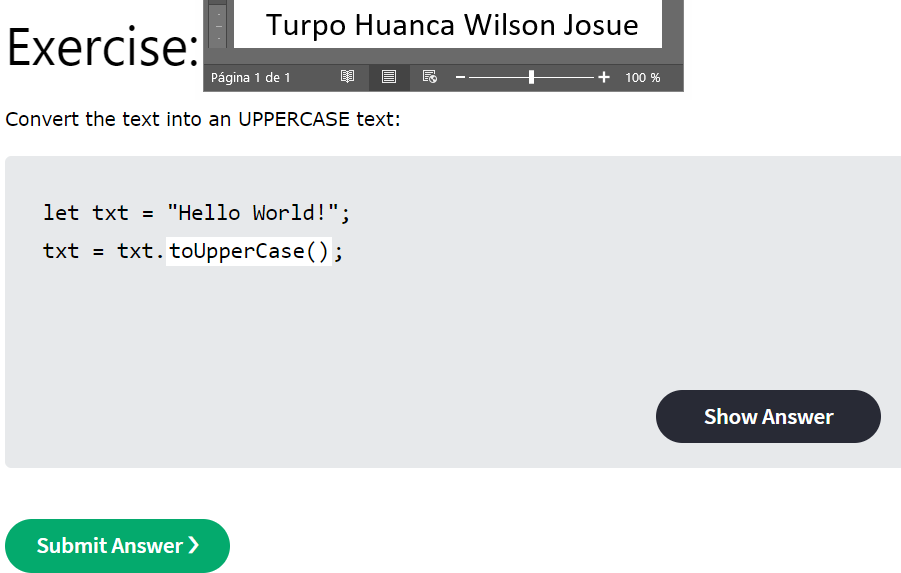 Turpo Huanca Wilson Josue
Exercise:
Página 1 de 1
100 %
Convert the text into an UPPERCASE text:
let txt = "Hello World!";
txt = txt.toUpperCase();
Show Answer
Submit Answer ❯